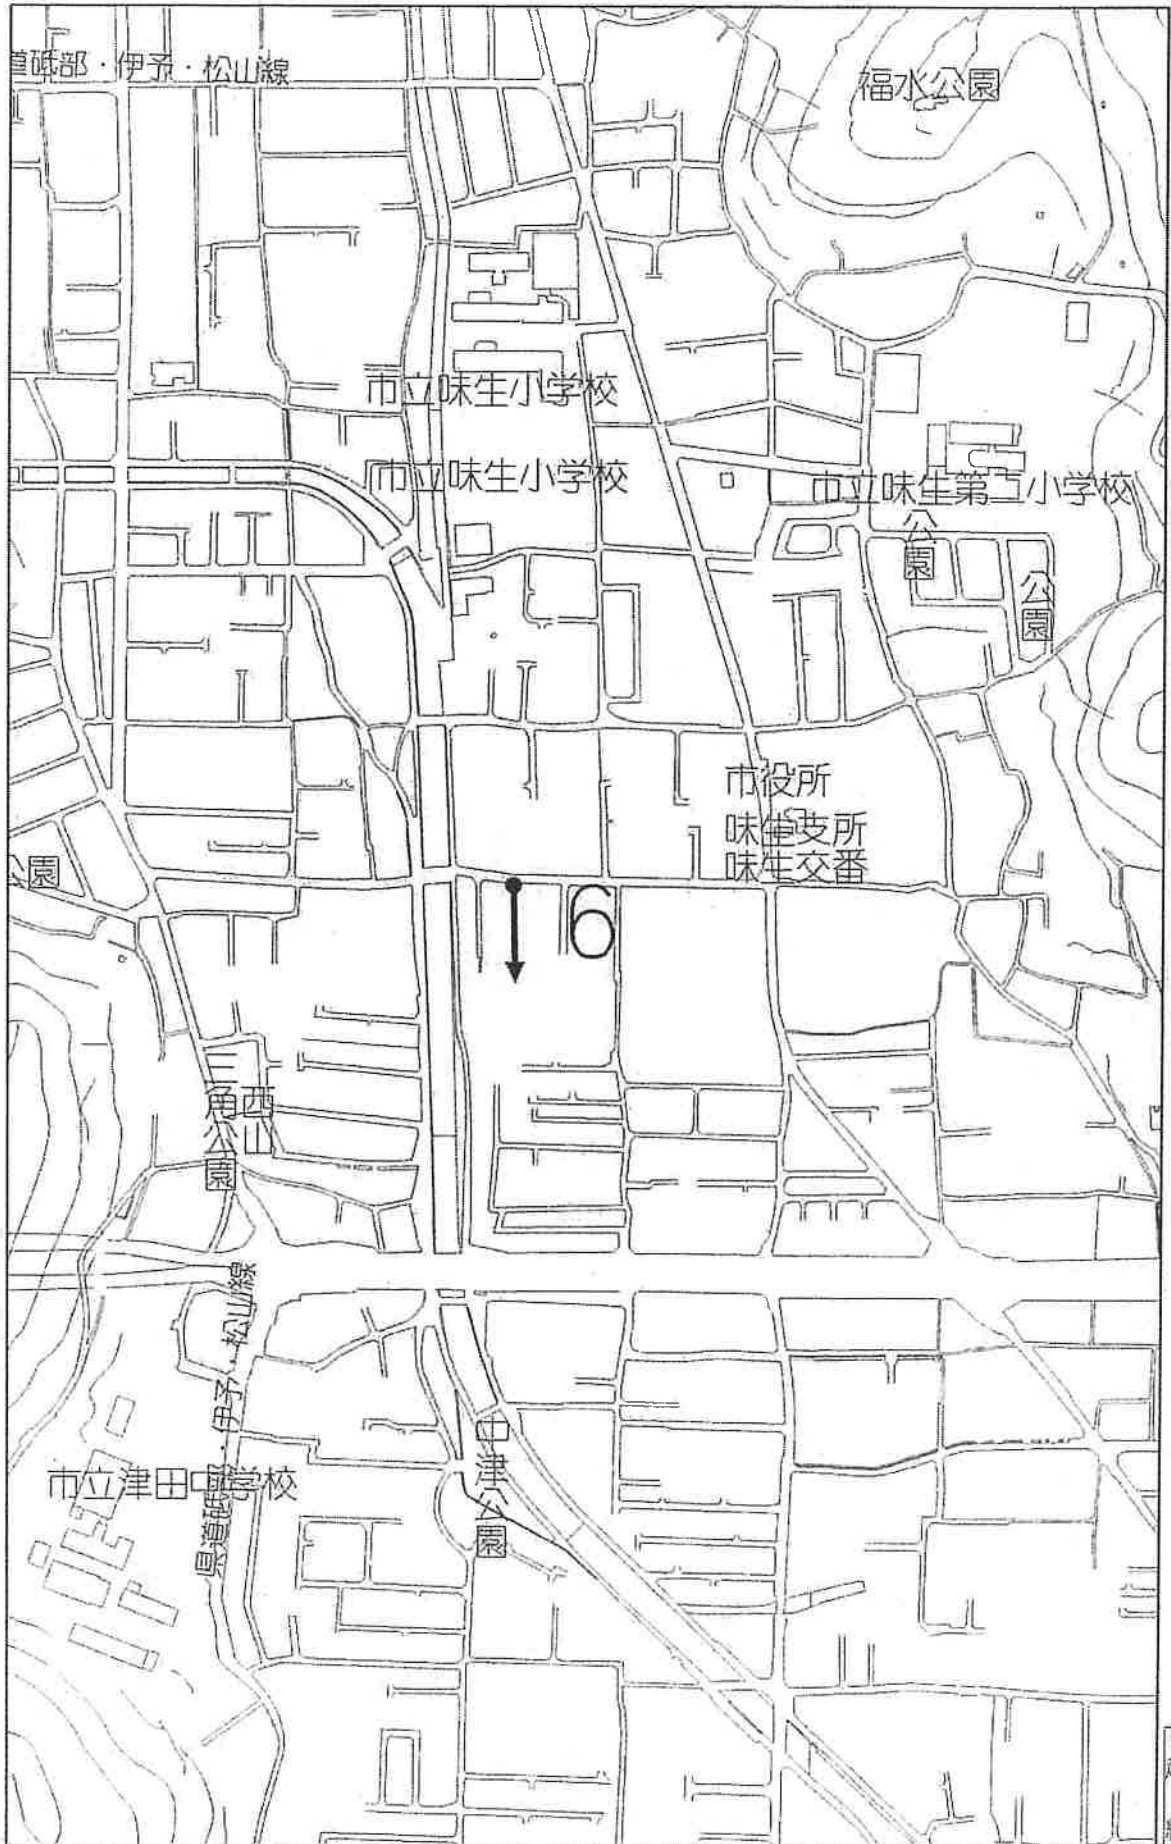 道砥部・伊予・松山線
福水公園
市立味生小学校
市立味生小学校
市立味生第二小学校
公園
公園
市役所
味生支所
味生交番
公園
6
三角西山公園
県道砥部・伊予・松山線
市立津田中学校
中津公園